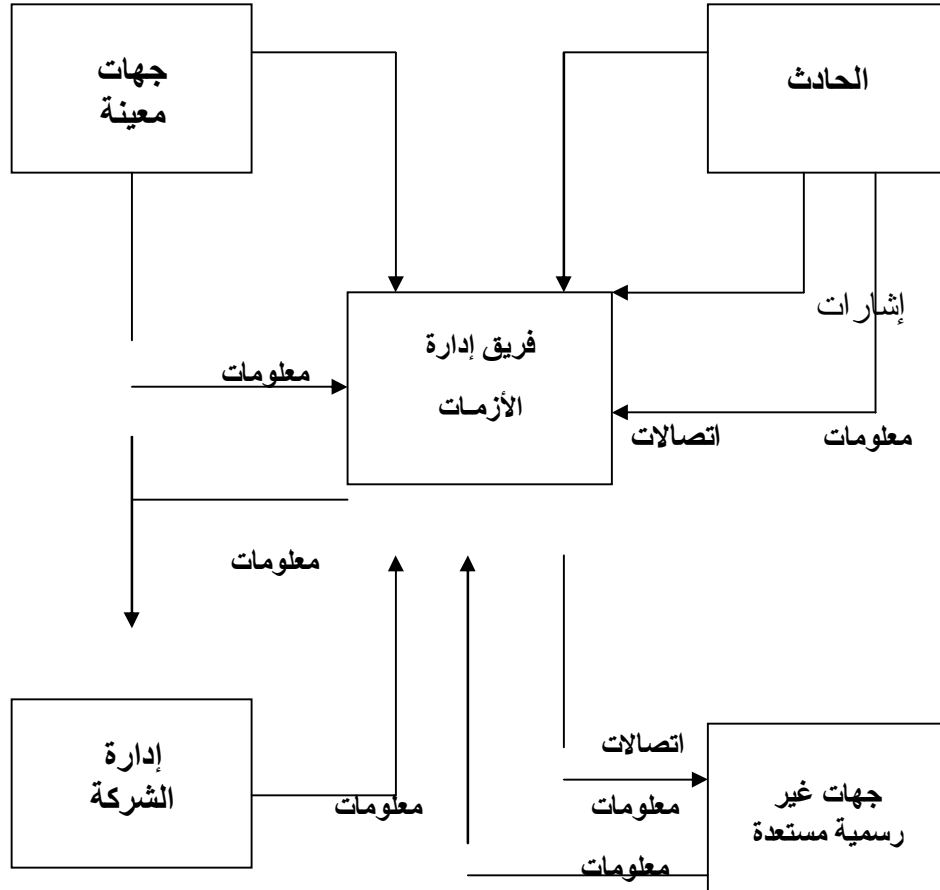 الحادث
جهات
معينة
إشارات
فريق إدارة
الأزمــات
معلومات
اتصالات
معلومات
معلومات
إدارة
الشركة
اتصالات
معلومات
معلومات
معلومات
جهات غير
رسمية مستعدة